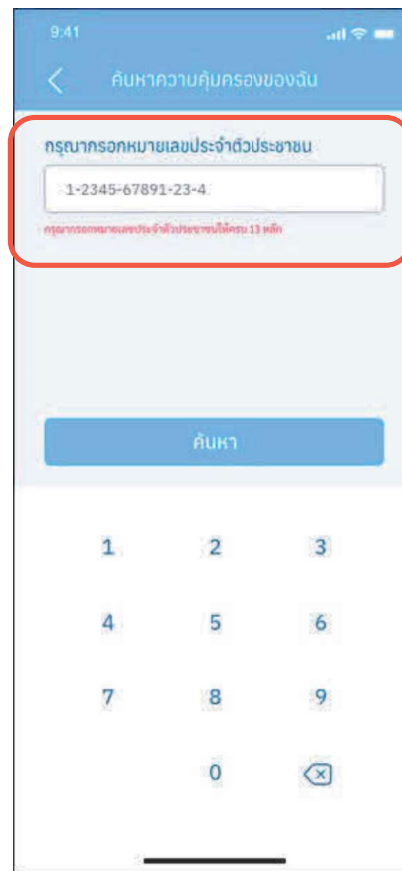 9:41
ค้นหาความคุ้มครองของฉัน
กรุณากรอกหมายเลขประจำตัวประชาชน
1-2345-67891-23-4
กรุณากรอกหมายเลขประจำตัวประชาชนให้ครบ 13 หลัก
ค้นหา
1 2 3
4 5 6
7 8 9
0